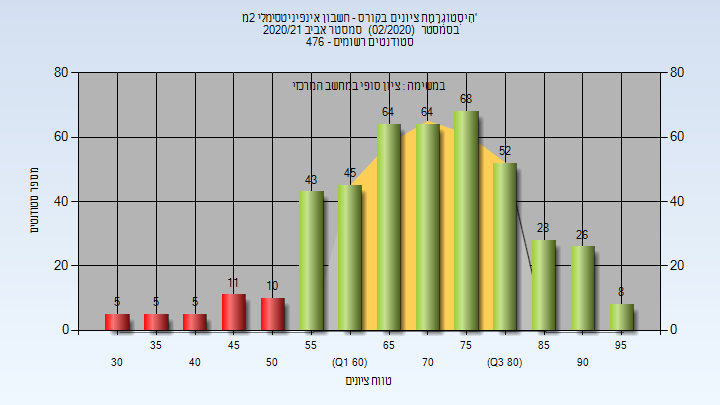 'היסטוגרמת ציונים בקורס - חשבון אינפיניטסימלי 2מ
בסמסטר  (02/2020)  סמסטר אביב 2020/21
סטודנטים רשומים - 476
במשימה : ציון סופי במחשב המרכזי
מספר סטודנטים
80 80
60 60
40 40
20 20
0 0
5 5 5 11 10 43 45 64 64 68 52 28 26 8
30 35 40 45 50 55 (Q1 60) 65 70 75 (Q3 80) 85 90 95
טווח ציונים